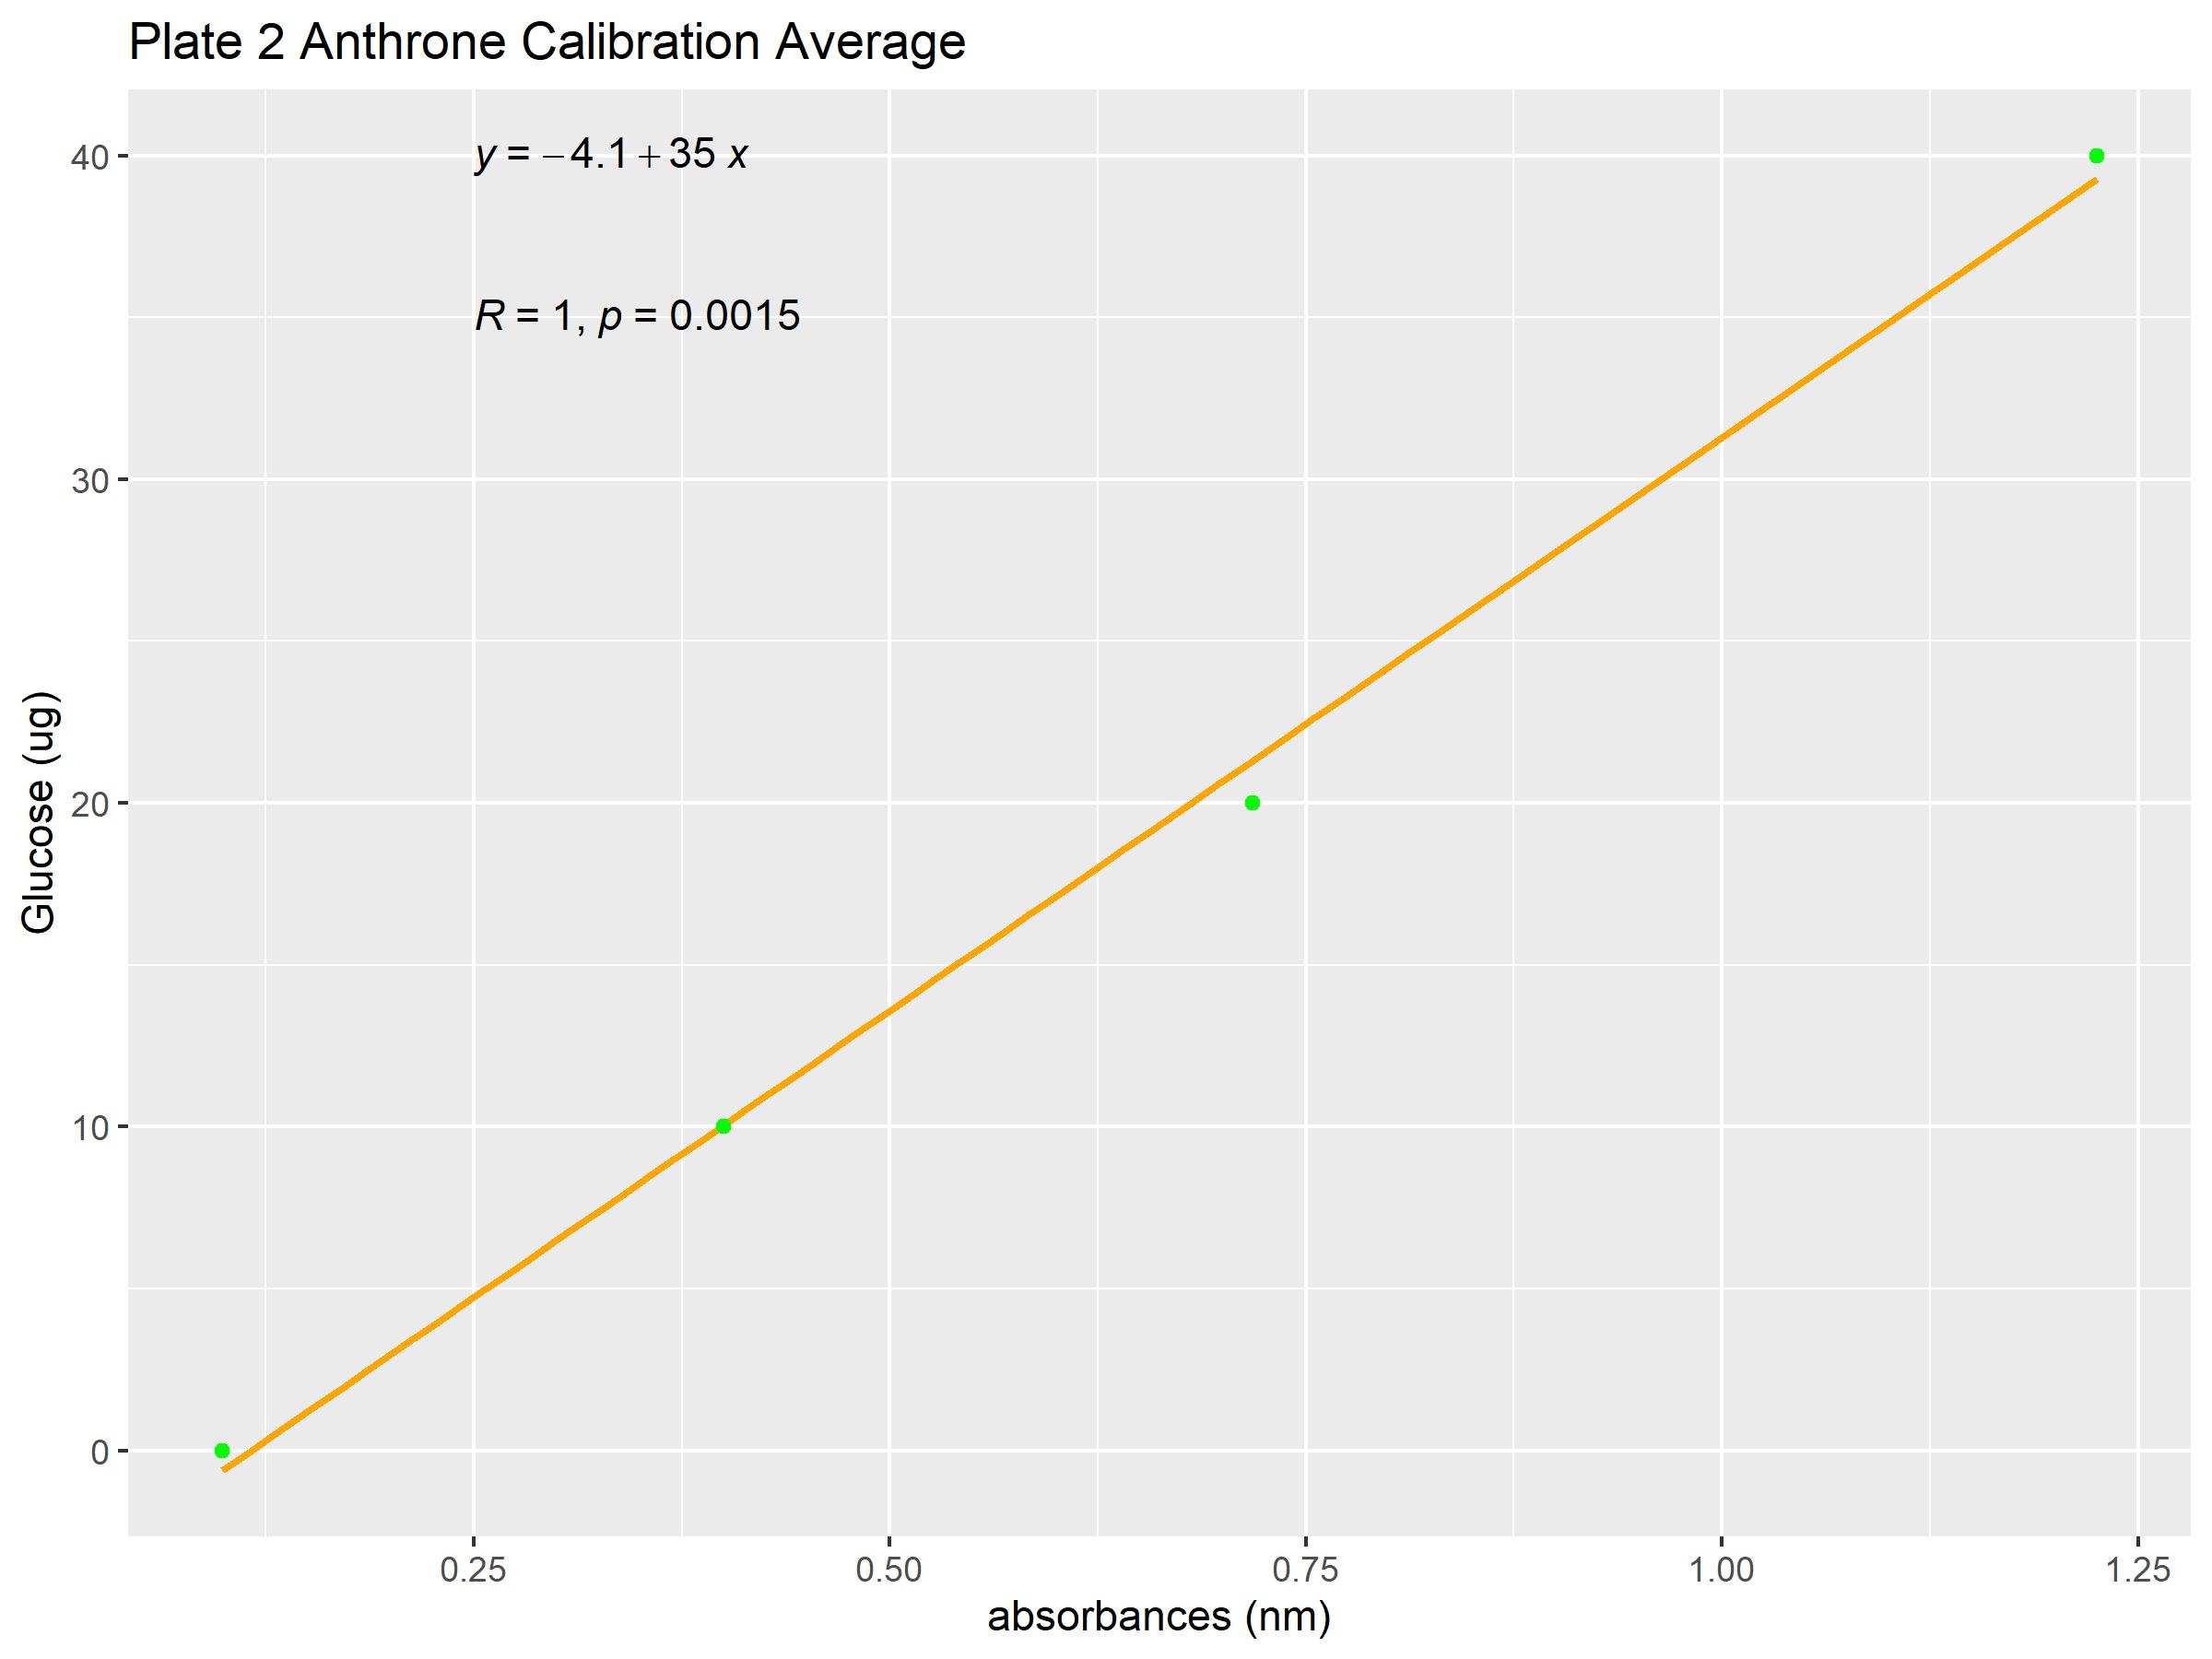 Plate 2 Anthrone Calibration Average
y = −4.1+35 x
R = 1, p = 0.0015
40
30
20
10
0
Glucose (ug)
0.25 0.50 0.75 1.00 1.25
absorbances (nm)